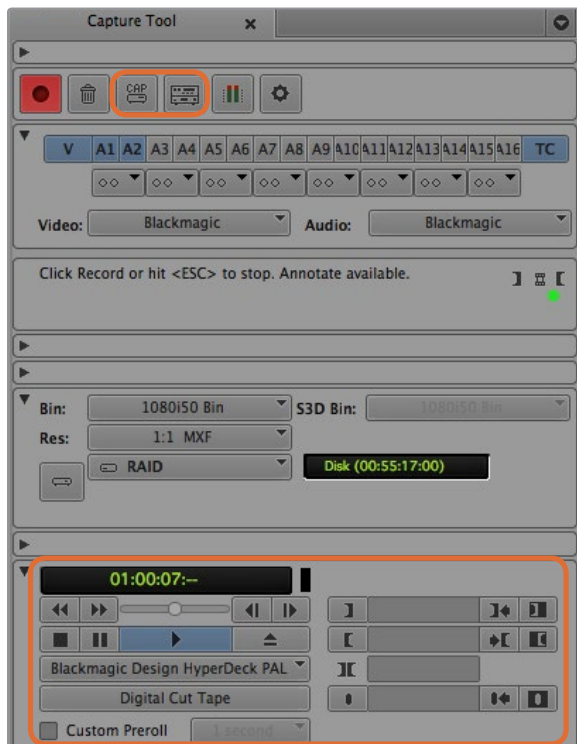 Capture Tool x
CAP
V A1 A2 A3 A4 A5 A6 A7 A8 A9 A10 A11 A12 A13 A14 A15 A16 TC
Video: Blackmagic Audio: Blackmagic
Click Record or hit <ESC> to stop. Annotate available.
Bin: 1080i50 Bin S3D Bin: 1080i50 Bin
Res: 1:1 MXF
RAID Disk (00:55:17:00)
01:00:07:--
Blackmagic Design HyperDeck PAL
Digital Cut Tape
Custom Preroll 1 second